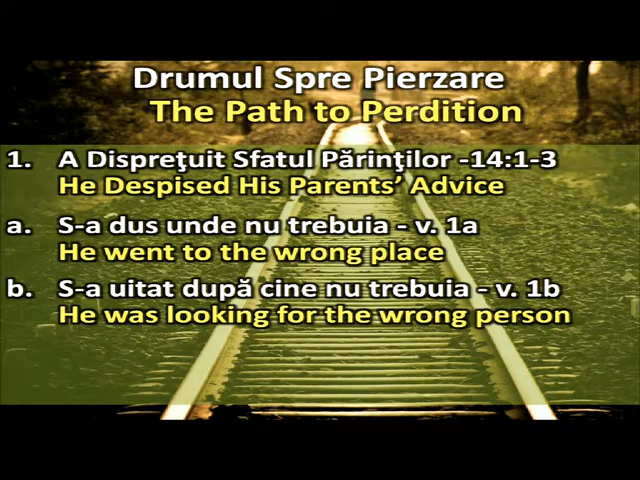 Drumul Spre Pierzare
The Path to Perdition
1. A Dispreţuit Sfatul Părinţilor -14:1-3
He Despised His Parents’ Advice
a. S-a dus unde nu trebuia - v. 1a
He went to the wrong place
b. S-a uitat după cine nu trebuia - v. 1b
He was looking for the wrong person